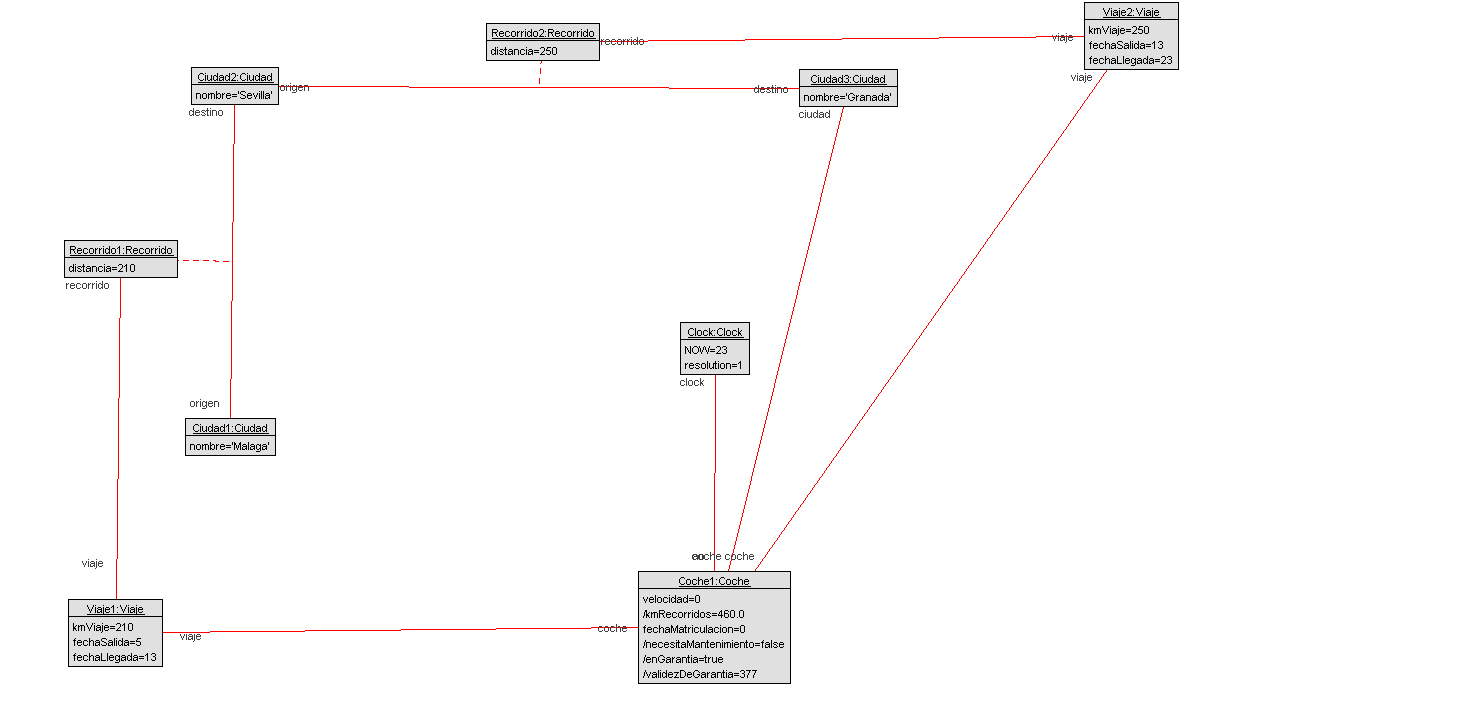 Viaje2:Viaje
kmViaje=250
fechaSalida=13
fechaLlegada=23
viaje
viaje
Recorrido2:Recorrido
distancia=250
recorrido
Ciudad2:Ciudad
nombre='Sevilla'
origen
destino
Ciudad3:Ciudad
nombre='Granada'
destino
ciudad
Recorrido1:Recorrido
distancia=210
recorrido
Clock:Clock
NOW=23
resolution=1
clock
origen
Ciudad1:Ciudad
nombre='Malaga'
viaje
Viaje1:Viaje
kmViaje=210
fechaSalida=5
fechaLlegada=13
viaje
coche
coche coche
Coche1:Coche
velocidad=0
/kmRecorridos=460.0
fechaMatriculacion=0
/necesitaMantenimiento=false
/enGarantia=true
/validezDeGarantia=377